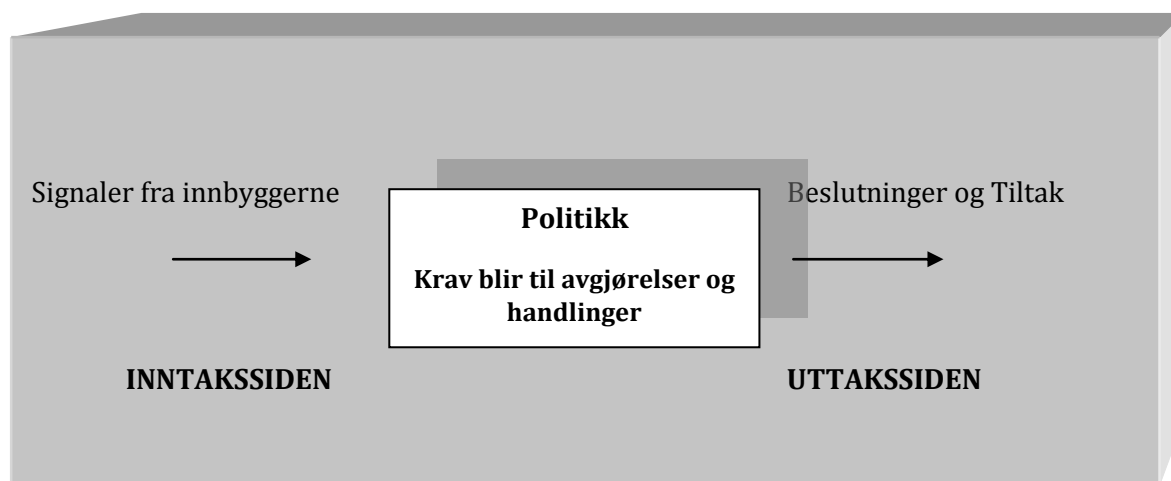 Signaler fra innbyggerne
Politikk
Krav blir til avgjørelser og
handlinger
Beslutninger og Tiltak
INNTAKSSIDEN
UTTAKSSIDEN